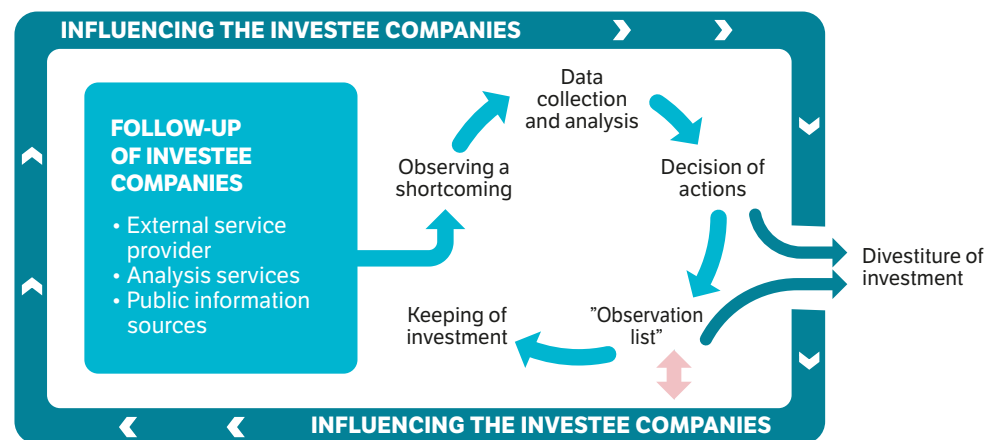 INFLUENCING THE INVESTEE COMPANIES
FOLLOW-UP
OF INVESTEE
COMPANIES
• External service
provider
• Analysis services
• Public information
sources
Observing a
shortcoming
Data
collection
and analysis
Decision of
actions
Divestiture of
investment
”Observation
list”
Keeping of
investment
INFLUENCING THE INVESTEE COMPANIES